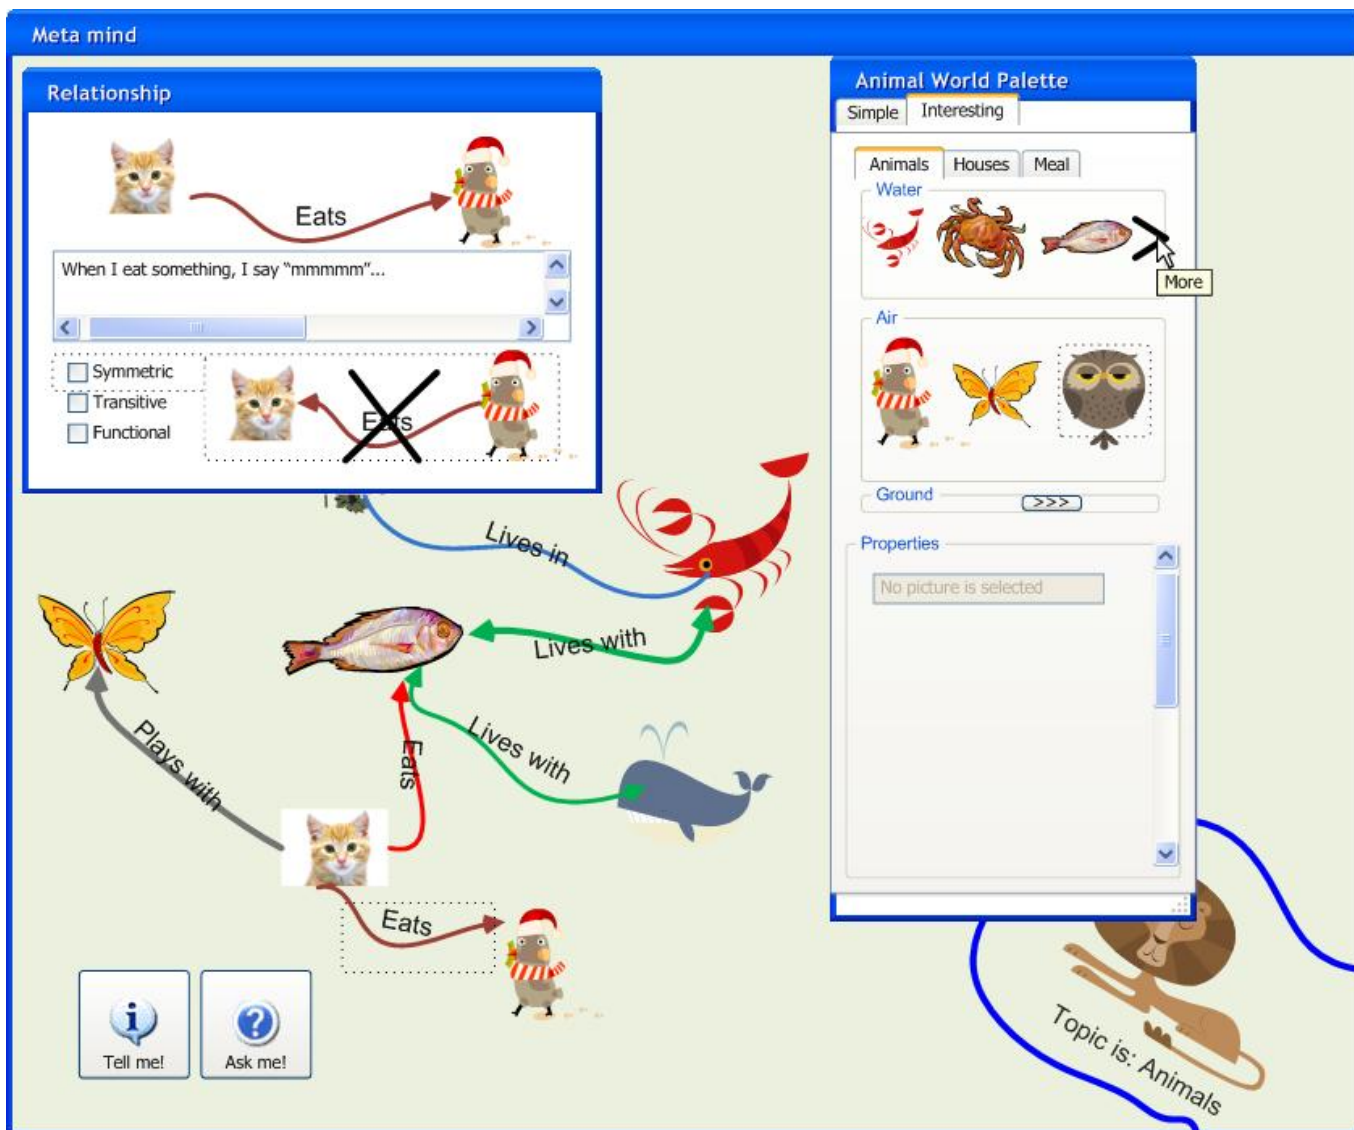 Meta mind
Relationship
Eats
When I eat something, I say “mmmmm”...
Symmetric
Transitive
Functional
Eats
Animal World Palette
Simple
Interesting
Animals
Houses
Meal
Water
More
Air
Ground
>>>
Properties
No picture is selected
Lives in
Lives with
Lives with
Eats
Plays with
Eats
Tell me!
Ask me!
Topic is: Animals